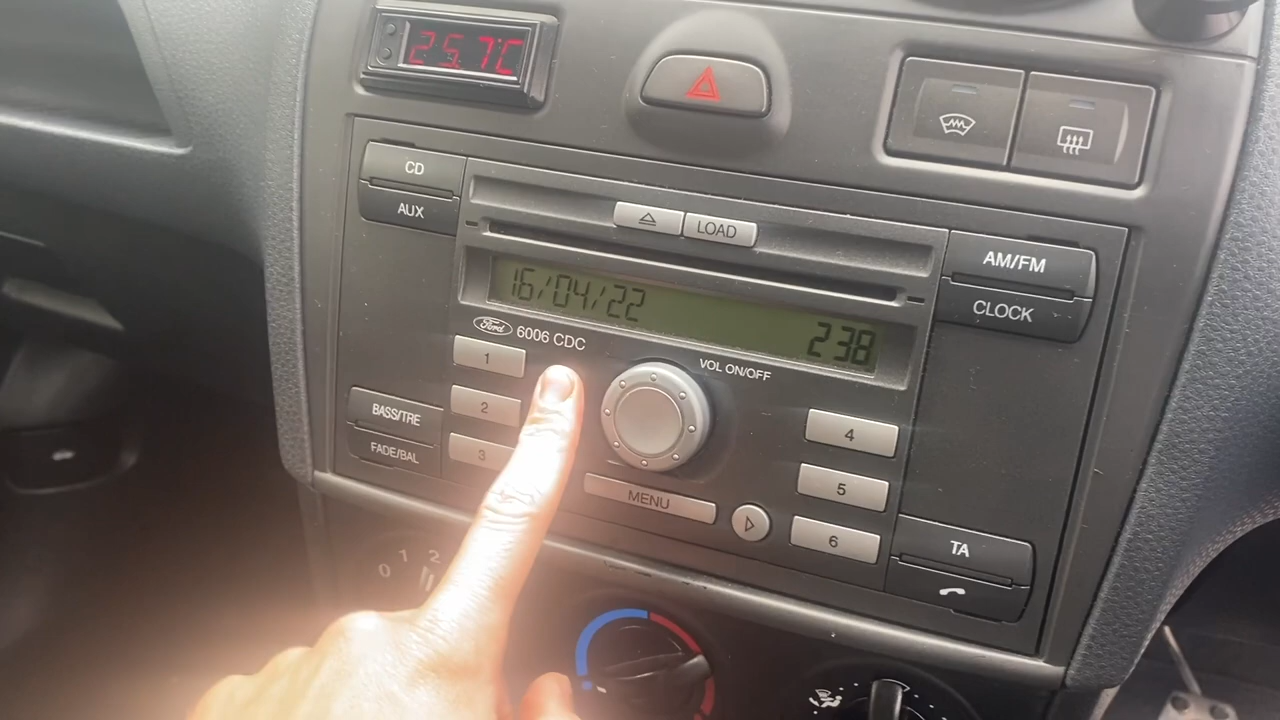 25.7C
CD
AUX
LOAD
AM/FM
CLOCK
16/04/22
238
Ford 6006 CDC
VOL ON/OFF
1
2
3
4
5
6
BASS/TRE
FADE/BAL
MENU
TA
0 1 2